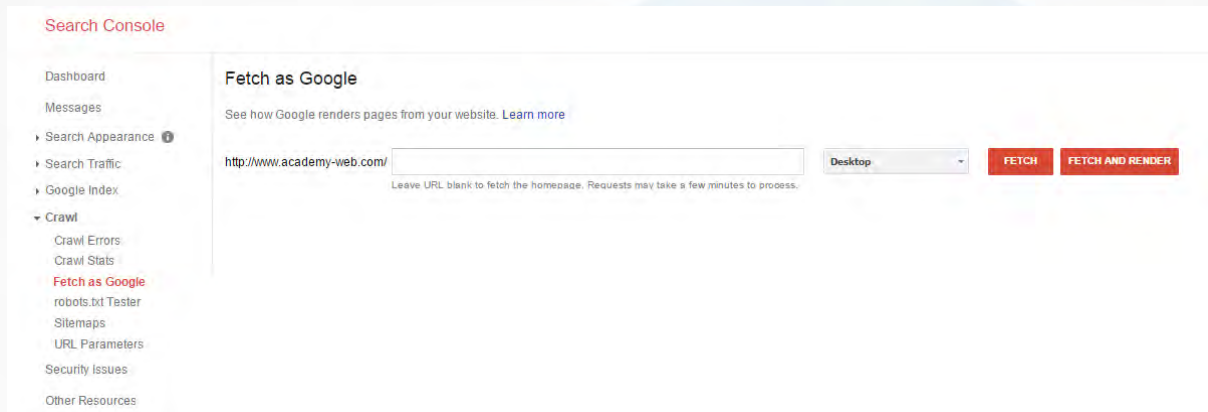 Search Console
Dashboard
Messages
Search Appearance
Search Traffic
Google Index
Crawl
Crawl Errors
Crawl Stats
Fetch as Google
robots.txt Tester
Sitemaps
URL Parameters
Security Issues
Other Resources
Fetch as Google
See how Google renders pages from your website. Learn more
http://www.academy-web.com/ Desktop FETCH FETCH AND RENDER
Leave URL blank to fetch the homepage. Requests may take a few minutes to process.